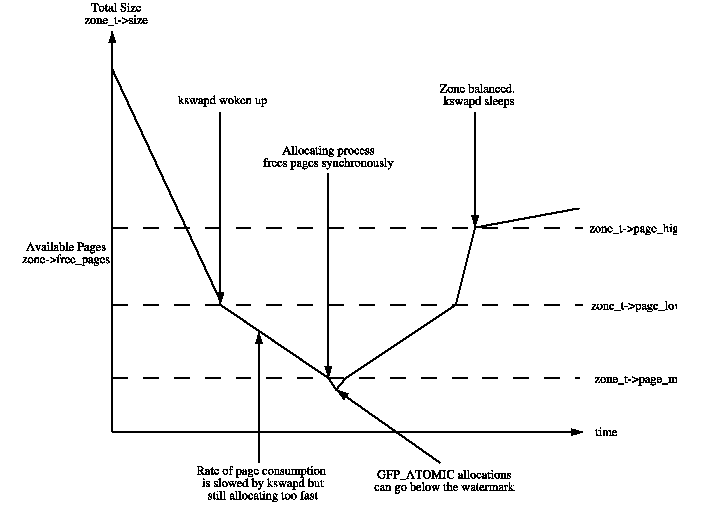 Total Size
zone_t->size
kswapd woken up
Zone balanced.
kswapd sleeps
Allocating process
frees pages synchronously
zone_t->page_hig
Available Pages
zone->free_pages
zone_t->page_lo
zone_t->page_m
time
Rate of page consumption
is slowed by kswapd but
still allocating too fast
GFP_ATOMIC allocations
can go below the watermark